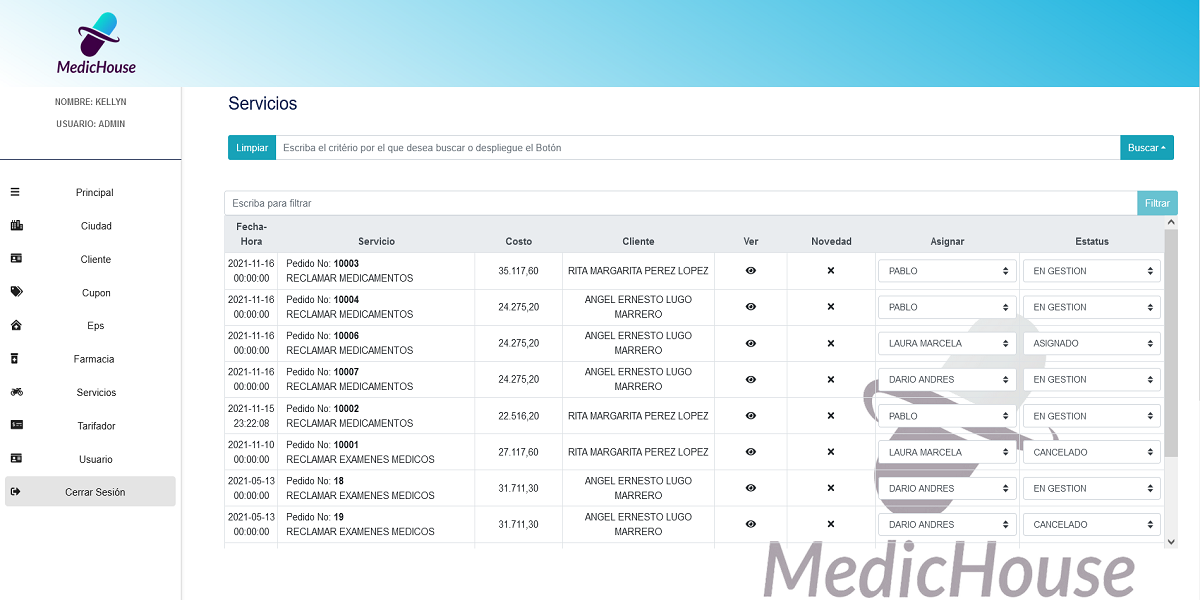 MedicHouse
NOMBRE: KELLYN
USUARIO: ADMIN
Principal
Ciudad
Cliente
Cupon
Eps
Farmacia
Servicios
Tarifador
Usuario
Cerrar Sesión
Servicios
Limpiar Escriba el critério por el que desea buscar o despliegue el Botón Buscar
Escriba para filtrar Filtrar
Fecha-
Hora Servicio Costo Cliente Ver Novedad Asignar Estatus
2021-11-16 Pedido No: 10003
00:00:00 RECLAMAR MEDICAMENTOS 35.117,60 RITA MARGARITA PEREZ LOPEZ PABLO EN GESTION
2021-11-16 Pedido No: 10004 ANGEL ERNESTO LUGO
00:00:00 RECLAMAR MEDICAMENTOS 24.275,20 MARRERO PABLO EN GESTION
2021-11-16 Pedido No: 10006 ANGEL ERNESTO LUGO
00:00:00 RECLAMAR MEDICAMENTOS 24.275,20 MARRERO LAURA MARCELA ASIGNADO
2021-11-16 Pedido No: 10007 ANGEL ERNESTO LUGO
00:00:00 RECLAMAR MEDICAMENTOS 24.275,20 MARRERO DARIO ANDRES EN GESTION
2021-11-15 Pedido No: 10002
23:22:08 RECLAMAR MEDICAMENTOS 22.516,20 RITA MARGARITA PEREZ LOPEZ PABLO EN GESTION
2021-11-10 Pedido No: 10001
00:00:00 RECLAMAR EXAMENES MEDICOS 27.117,60 RITA MARGARITA PEREZ LOPEZ LAURA MARCELA CANCELADO
2021-05-13 Pedido No: 18 ANGEL ERNESTO LUGO
00:00:00 RECLAMAR EXAMENES MEDICOS 31.711,30 MARRERO DARIO ANDRES EN GESTION
2021-05-13 Pedido No: 19 ANGEL ERNESTO LUGO
00:00:00 RECLAMAR EXAMENES MEDICOS 31.711,30 MARRERO DARIO ANDRES CANCELADO
MedicHouse